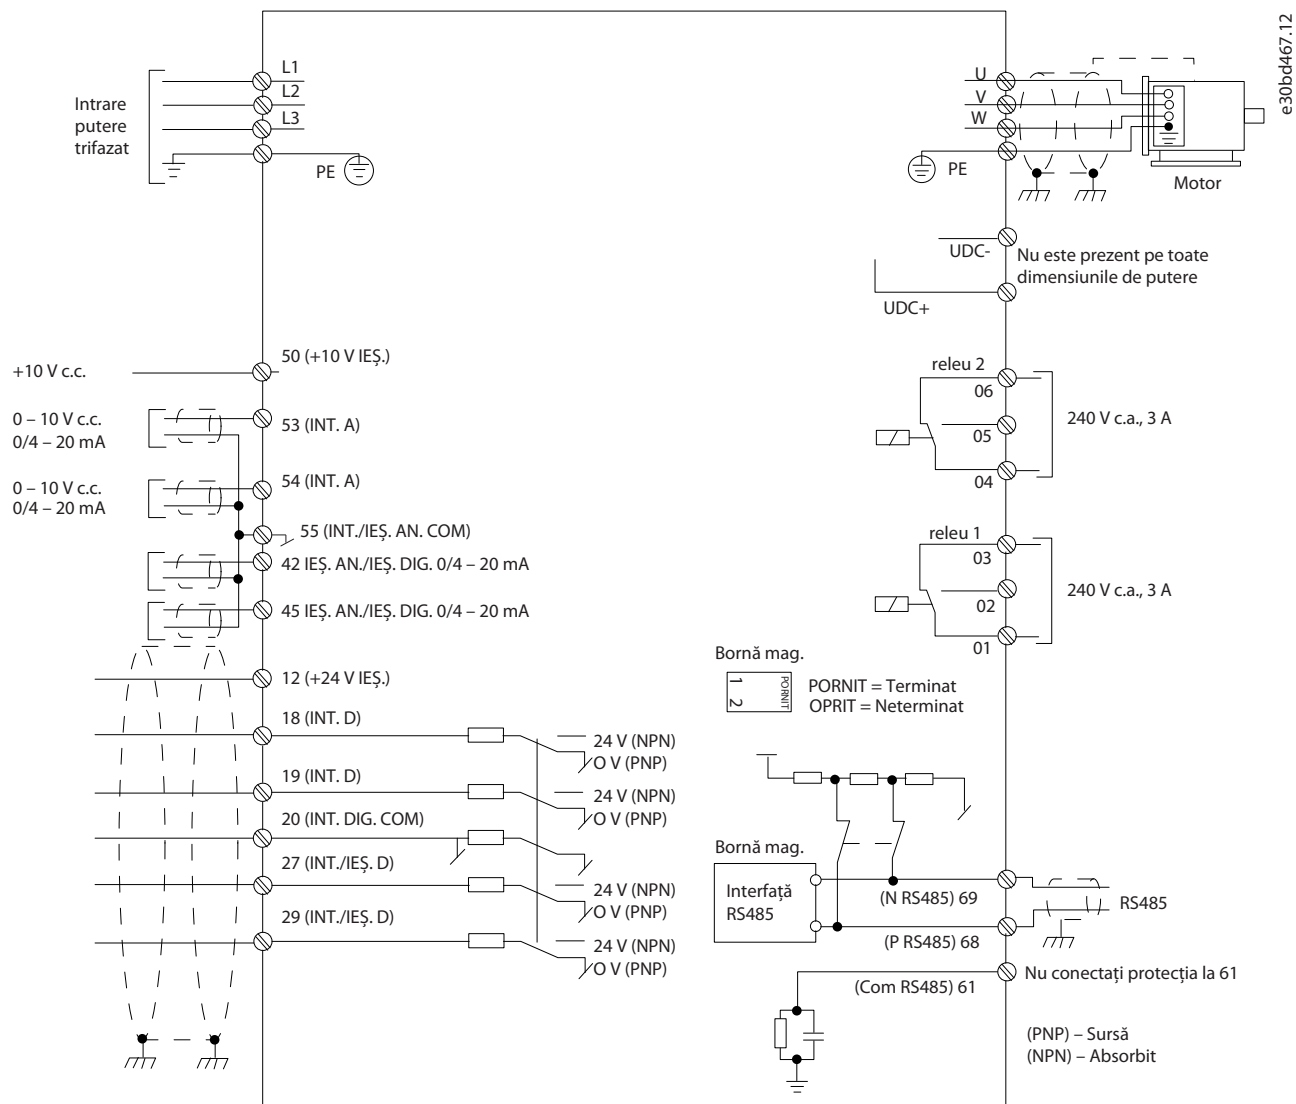 e30bd467.12
L1
L2
L3
Intrare
putere
trifazat
PE
U
V
W
PE
Motor
UDC-
Nu este prezent pe toate
dimensiunile de putere
UDC+
+10 V c.c.
50 (+10 V IEŞ.)
0 – 10 V c.c.
0/4 – 20 mA
53 (INT. A)
0 – 10 V c.c.
0/4 – 20 mA
54 (INT. A)
55 (INT./IEŞ. AN. COM)
42 IEŞ. AN./IEŞ. DIG. 0/4 – 20 mA
45 IEŞ. AN./IEŞ. DIG. 0/4 – 20 mA
12 (+24 V IEŞ.)
18 (INT. D)
24 V (NPN)
O V (PNP)
19 (INT. D)
24 V (NPN)
O V (PNP)
20 (INT. DIG. COM)
27 (INT./IEŞ. D)
24 V (NPN)
O V (PNP)
29 (INT./IEŞ. D)
24 V (NPN)
O V (PNP)
releu 2
06
05
04
240 V c.a., 3 A
releu 1
03
02
01
240 V c.a., 3 A
Bornă mag.
1
2
PORNIT
PORNIT = Terminat
OPRIT = Neterminat
Bornă mag.
Interfaţă
RS485
(N RS485) 69
RS485
(P RS485) 68
(Com RS485) 61
Nu conectaţi protecţia la 61
(PNP) – Sursă
(NPN) – Absorbit